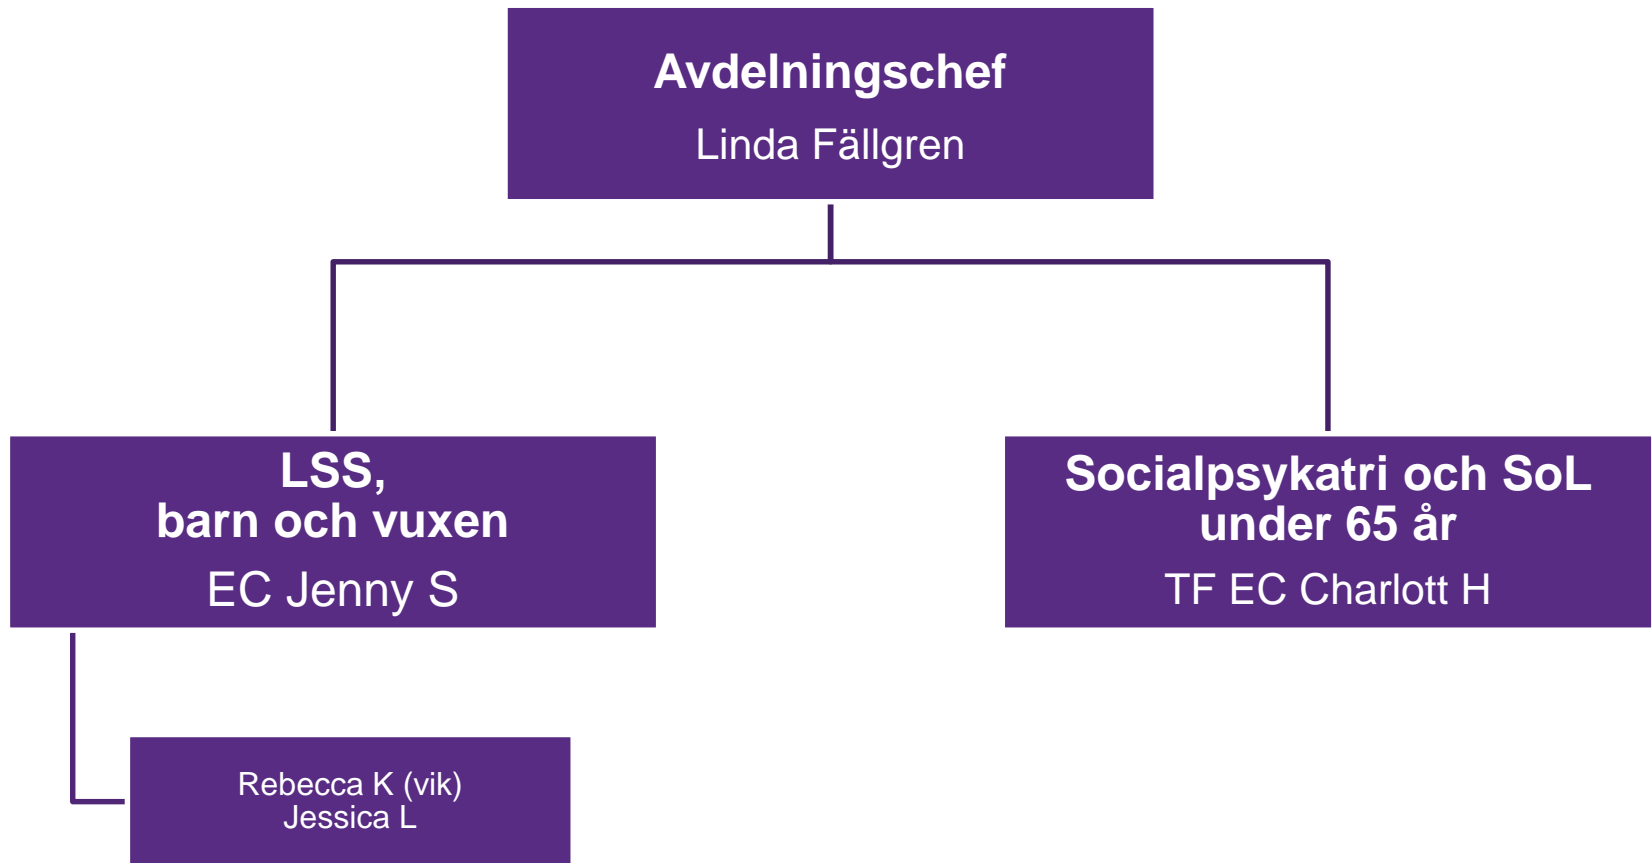 Avdelningschef
Linda Fällgren
LSS,
barn och vuxen
EC Jenny S
Socialpsykatri och SoL
under 65 år
TF EC Charlott H
Rebecca K (vik)
Jessica L